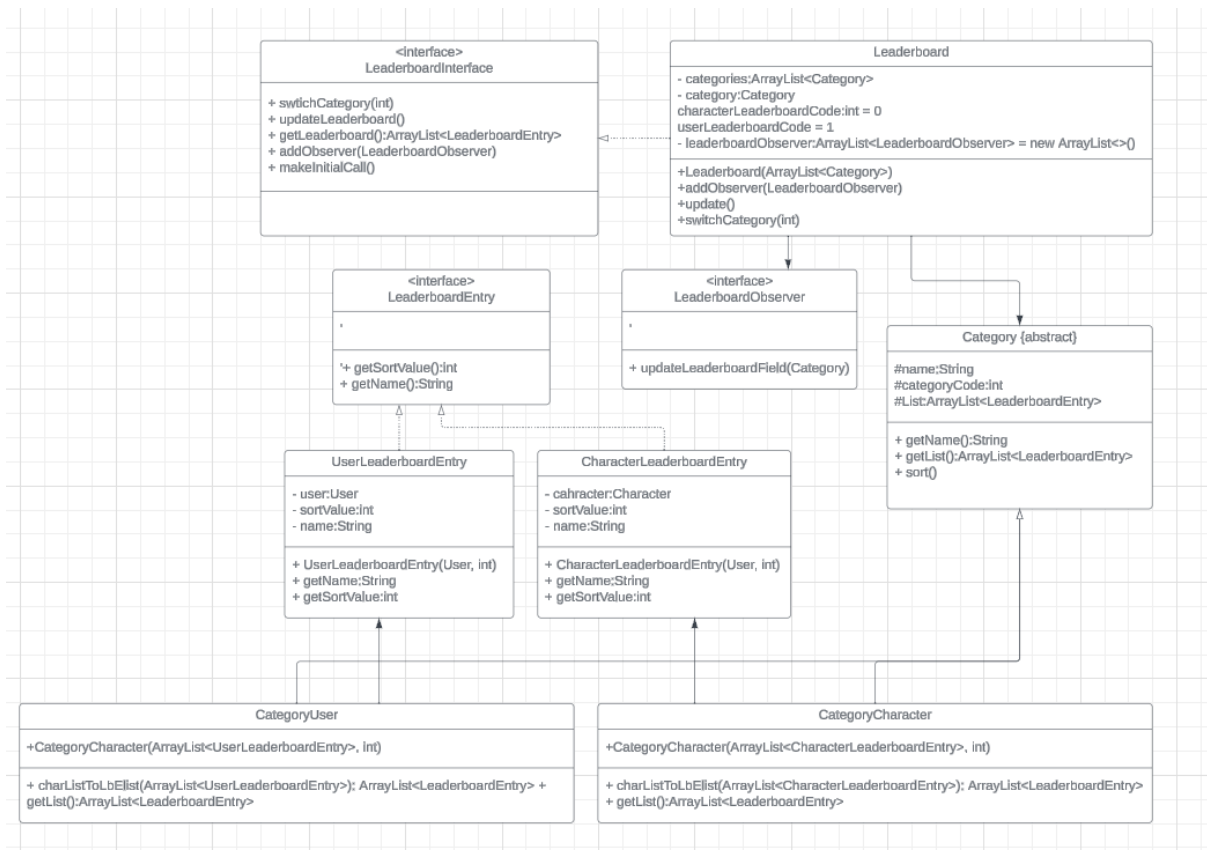 <interface>
LeaderboardInterface
+ swtichCategory(int)
+ updateLeaderboard()
+ getLeaderboard():ArrayList<LeaderboardEntry>
+ addObserver(LeaderboardObserver)
+ makeInitialCall()
Leaderboard
- categories:ArrayList<Category>
- category:Category
characterLeaderboardCode:int = 0
userLeaderboardCode = 1
- leaderboardObserver:ArrayList<LeaderboardObserver> = new ArrayList<>()
+Leaderboard(ArrayList<Category>)
+addObserver(LeaderboardObserver)
+update()
+switchCategory(int)
<interface>
LeaderboardEntry
'
'+ getSortValue():int
+ getName():String
<interface>
LeaderboardObserver
'
+ updateLeaderboardField(Category)
Category {abstract}
#name:String
#categoryCode:int
#List:ArrayList<LeaderboardEntry>
+ getName():String
+ getList():ArrayList<LeaderboardEntry>
+ sort()
UserLeaderboardEntry
- user:User
- sortValue:int
- name:String
+ UserLeaderboardEntry(User, int)
+ getName:String
+ getSortValue:int
CharacterLeaderboardEntry
- cahracter:Character
- sortValue:int
- name:String
+ CharacterLeaderboardEntry(User, int)
+ getName:String
+ getSortValue:int
CategoryUser
+CategoryCharacter(ArrayList<UserLeaderboardEntry>, int)
+ charListToLbElist(ArrayList<UserLeaderboardEntry>): ArrayList<LeaderboardEntry> +
getList():ArrayList<LeaderboardEntry>
CategoryCharacter
+CategoryCharacter(ArrayList<CharacterLeaderboardEntry>, int)
+ charListToLbElist(ArrayList<CharacterLeaderboardEntry>): ArrayList<LeaderboardEntry>
+ getList():ArrayList<LeaderboardEntry>